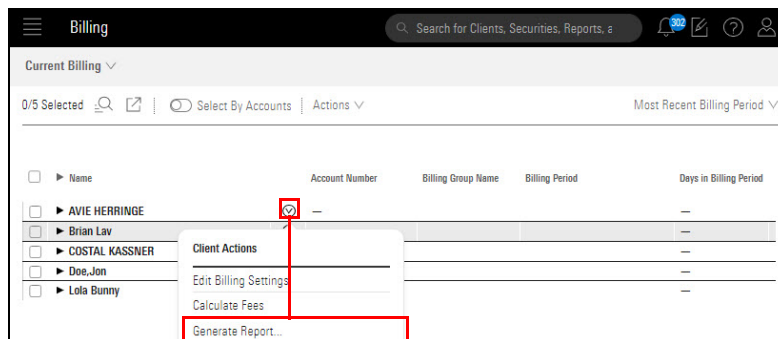 Billing
Search for Clients, Securities, Reports, a
302
Current Billing
0/5 Selected Select By Accounts Actions Most Recent Billing Period
Name Account Number Billing Group Name Billing Period Days in Billing Period
AVIE HERRINGE — —
Brian Lav —
COSTAL KASSNER —
Doe,Jon —
Lola Bunny —
Client Actions
Edit Billing Settings
Calculate Fees
Generate Report...